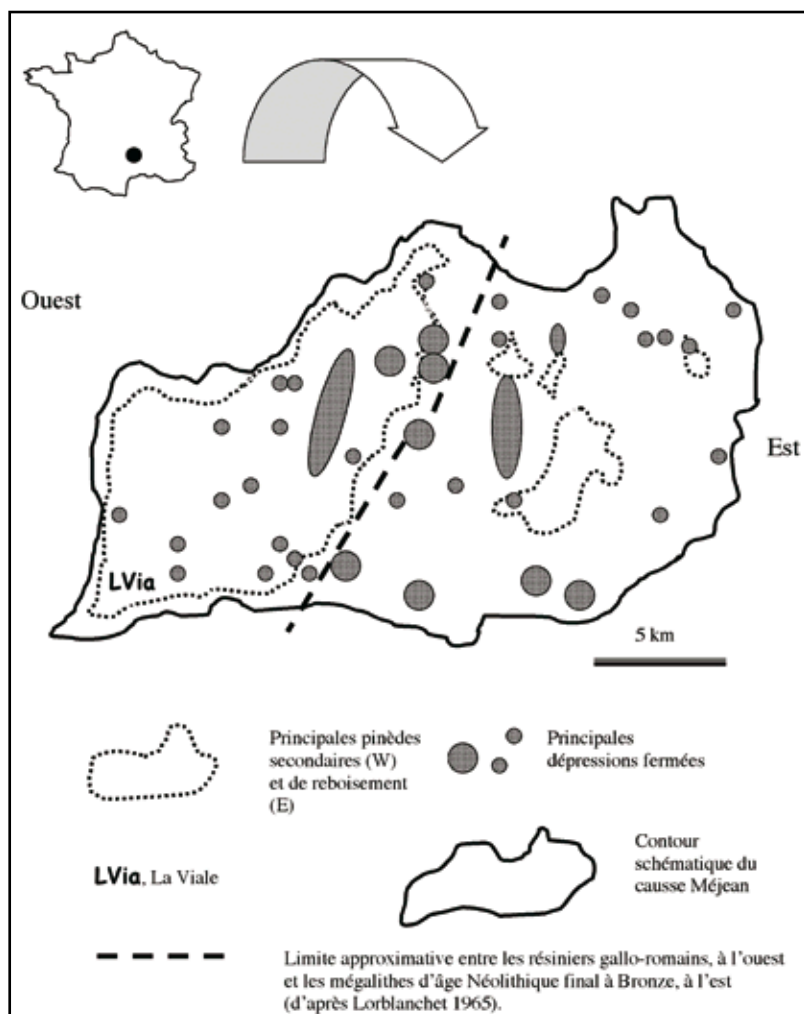 Ouest
Est
LVia
5 km
Principales pinèdes
secondaires (W)
et de reboisement
(E)
Principales
dépressions fermées
LVia, La Viale
Contour
schématique du
causse Méjean
Limite approximative entre les résiniers gallo-romains, à l'ouest
et les mégalithes d'âge Néolithique final à Bronze, à l'est
(d'après Lorblanchet 1965).